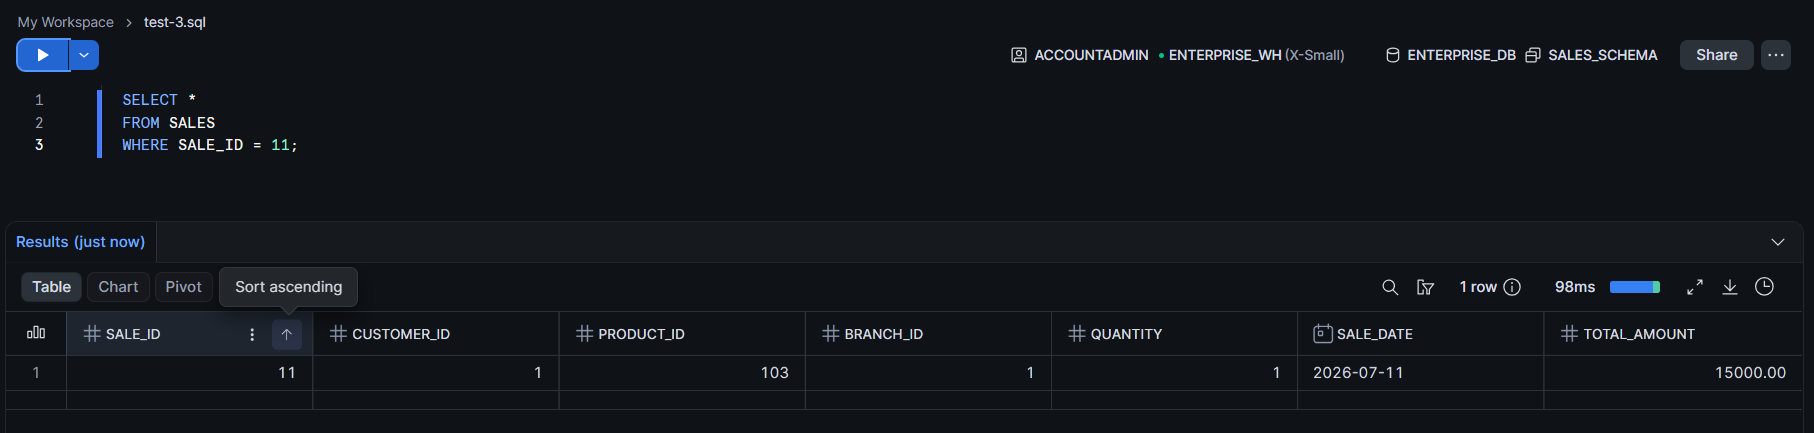 My Workspace > test-3.sql
ACCOUNTADMIN • ENTERPRISE_WH (X-Small) ENTERPRISE_DB SALES_SCHEMA Share ...
1 SELECT *
2 FROM SALES
3 WHERE SALE_ID = 11;
Results (just now)
Table Chart Pivot Sort ascending 1 row 98ms
SALE_ID CUSTOMER_ID PRODUCT_ID BRANCH_ID QUANTITY SALE_DATE TOTAL_AMOUNT
1 11 1 103 1 1 2026-07-11 15000.00